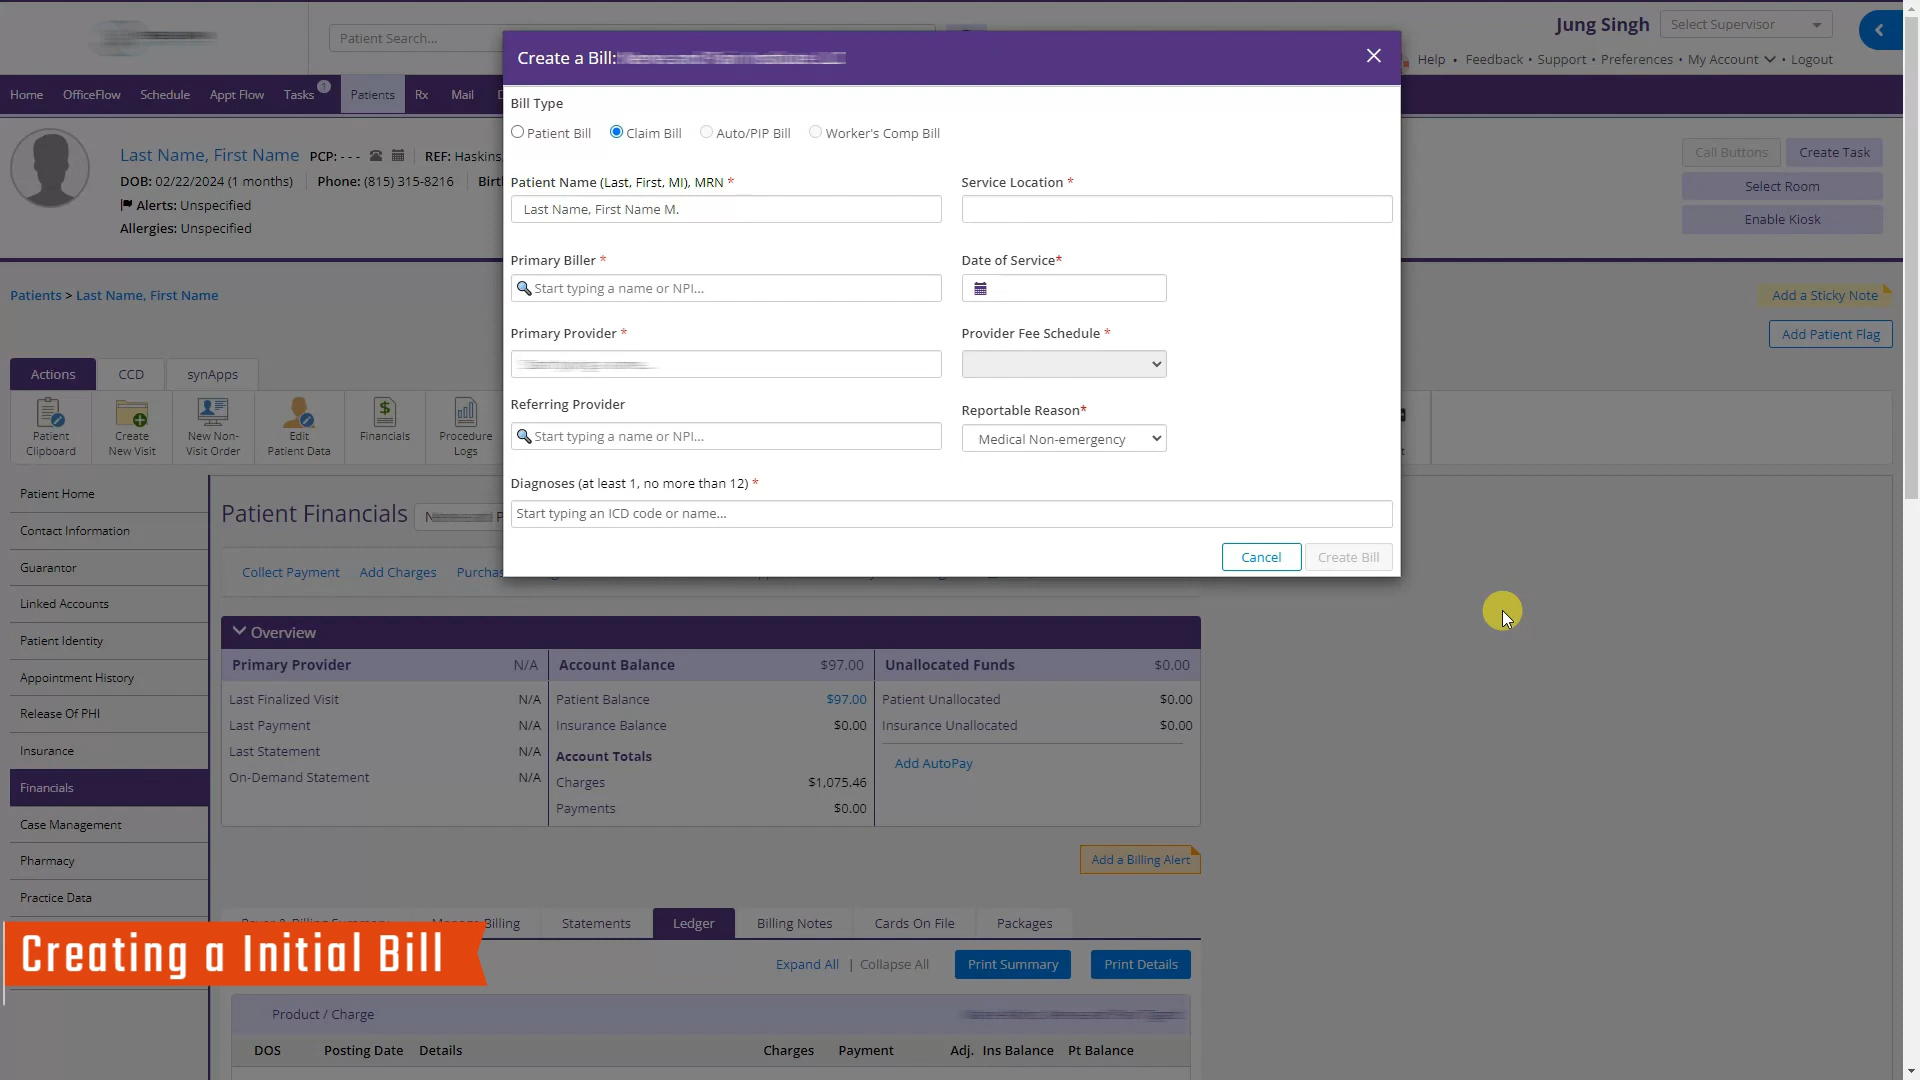 Patient Search...
Jung Singh
Select Supervisor
Help • Feedback • Support • Preferences • My Account • Logout
Home
OfficeFlow
Schedule
Appt Flow
Tasks
1
Patients
Rx
Mail
Last Name, First Name
PCP: - - -
REF: Haskins,
DOB: 02/22/2024 (1 months)
Phone: (815) 315-8216
Alerts: Unspecified
Allergies: Unspecified
Call Buttons
Create Task
Select Room
Enable Kiosk
Patients > Last Name, First Name
Add a Sticky Note
Add Patient Flag
Create a Bill:
Bill Type
Patient Bill
Claim Bill
Auto/PIP Bill
Worker's Comp Bill
Patient Name (Last, First, MI), MRN *
Service Location *
Last Name, First Name M.
Primary Biller *
Date of Service*
Start typing a name or NPI...
Primary Provider *
Provider Fee Schedule *
Referring Provider
Reportable Reason*
Start typing a name or NPI...
Medical Non-emergency
Diagnoses (at least 1, no more than 12) *
Start typing an ICD code or name...
Cancel
Create Bill
Actions
CCD
synApps
Patient Clipboard
Create New Visit
New Non-Visit Order
Edit Patient Data
Financials
Procedure Logs
Patient Home
Contact Information
Guarantor
Linked Accounts
Patient Identity
Appointment History
Release Of PHI
Insurance
Financials
Case Management
Pharmacy
Practice Data
Patient Financials
Collect Payment
Add Charges
Overview
Primary Provider N/A
Account Balance $97.00
Unallocated Funds $0.00
Last Finalized Visit N/A
Patient Balance $97.00
Patient Unallocated $0.00
Last Payment N/A
Insurance Balance $0.00
Insurance Unallocated $0.00
Last Statement N/A
Account Totals
Add AutoPay
On-Demand Statement N/A
Charges $1,075.46
Payments $0.00
Add a Billing Alert
Billing
Statements
Ledger
Billing Notes
Cards On File
Packages
Creating a Initial Bill
Expand All | Collapse All
Print Summary
Print Details
Product / Charge
DOS
Posting Date
Details
Charges
Payment
Adj.
Ins Balance
Pt Balance